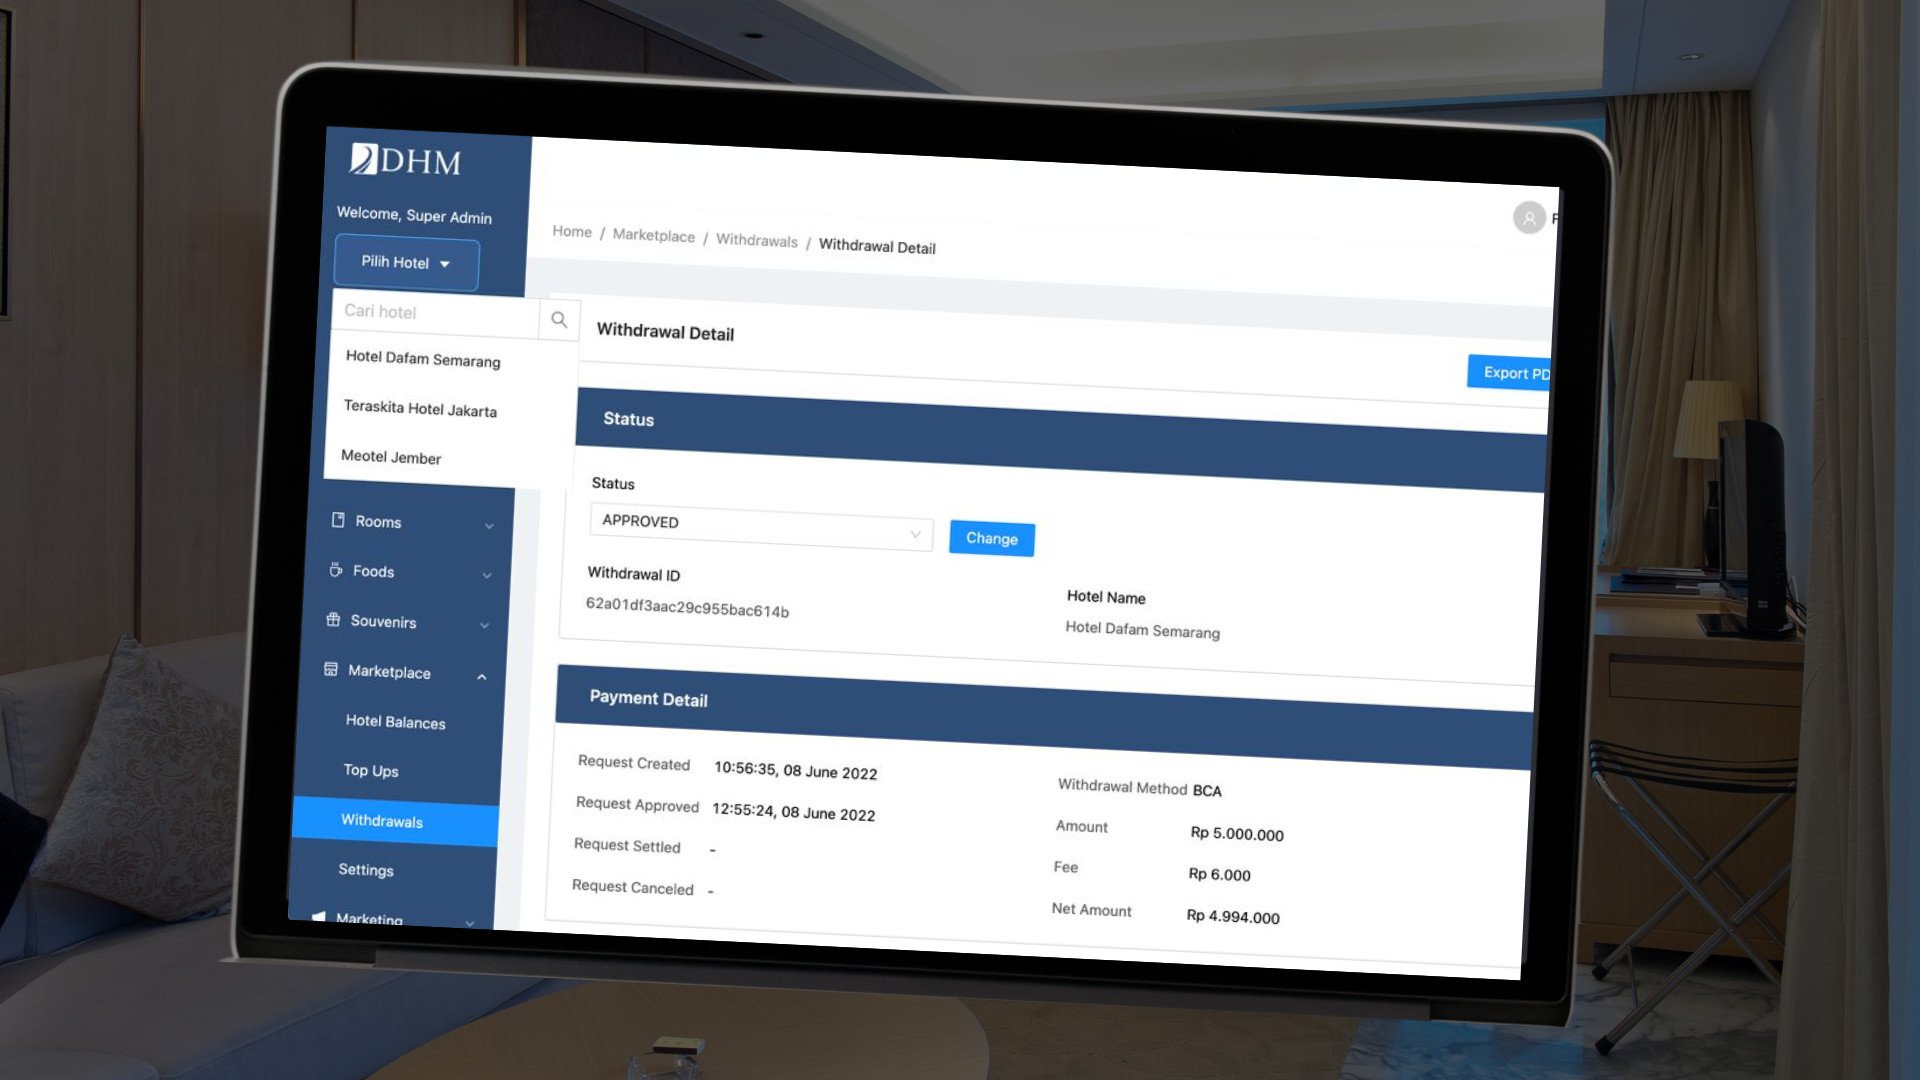 DHM
Welcome, Super Admin
Pilih Hotel
Cari hotel
Hotel Dafam Semarang
Teraskita Hotel Jakarta
Meotel Jember
Rooms
Foods
Souvenirs
Marketplace
Hotel Balances
Top Ups
Withdrawals
Settings
Marketing
Home / Marketplace / Withdrawals / Withdrawal Detail
Withdrawal Detail
Export PD
Status
Status
APPROVED
Change
Withdrawal ID
62a01df3aac29c955bac614b
Hotel Name
Hotel Dafam Semarang
Payment Detail
Request Created 10:56:35, 08 June 2022
Request Approved 12:55:24, 08 June 2022
Request Settled -
Request Canceled -
Withdrawal Method BCA
Amount Rp 5.000.000
Fee Rp 6.000
Net Amount Rp 4.994.000